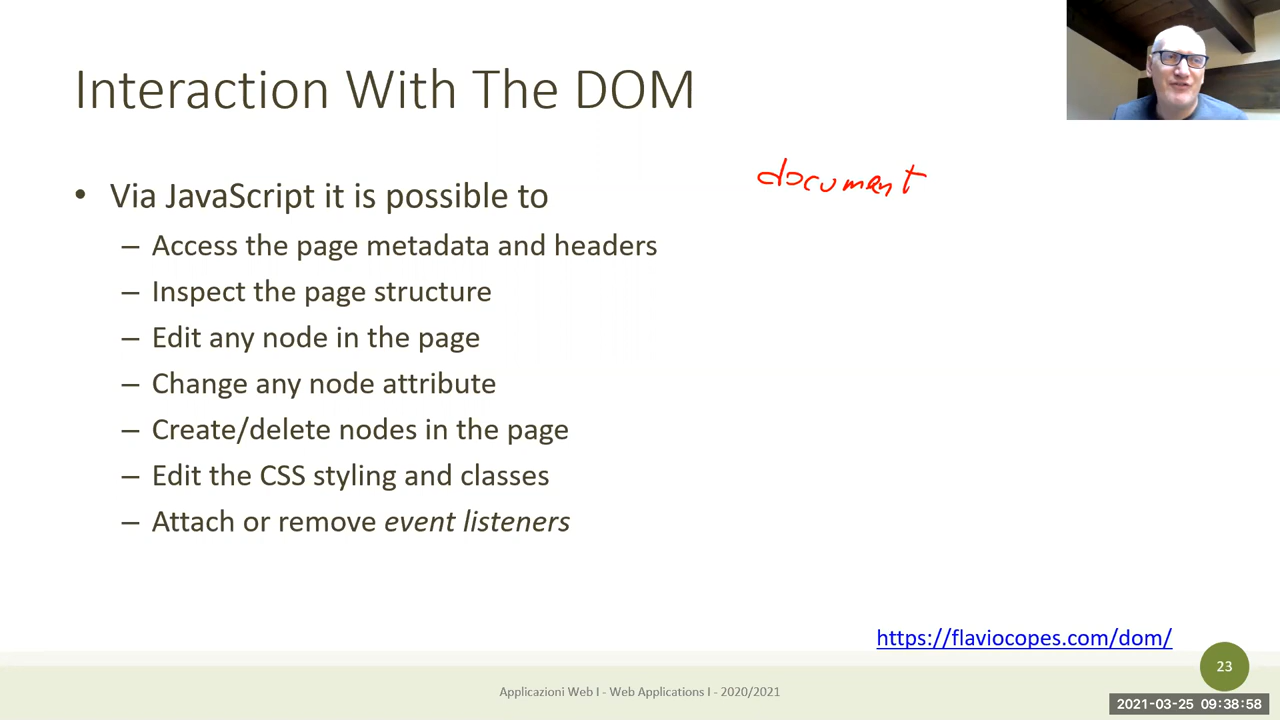 Interaction With The DOM
document
• Via JavaScript it is possible to
– Access the page metadata and headers
– Inspect the page structure
– Edit any node in the page
– Change any node attribute
– Create/delete nodes in the page
– Edit the CSS styling and classes
– Attach or remove event listeners
https://flaviocopes.com/dom/
23
Applicazioni Web I - Web Applications I - 2020/2021
2021-03-25 09:38:58